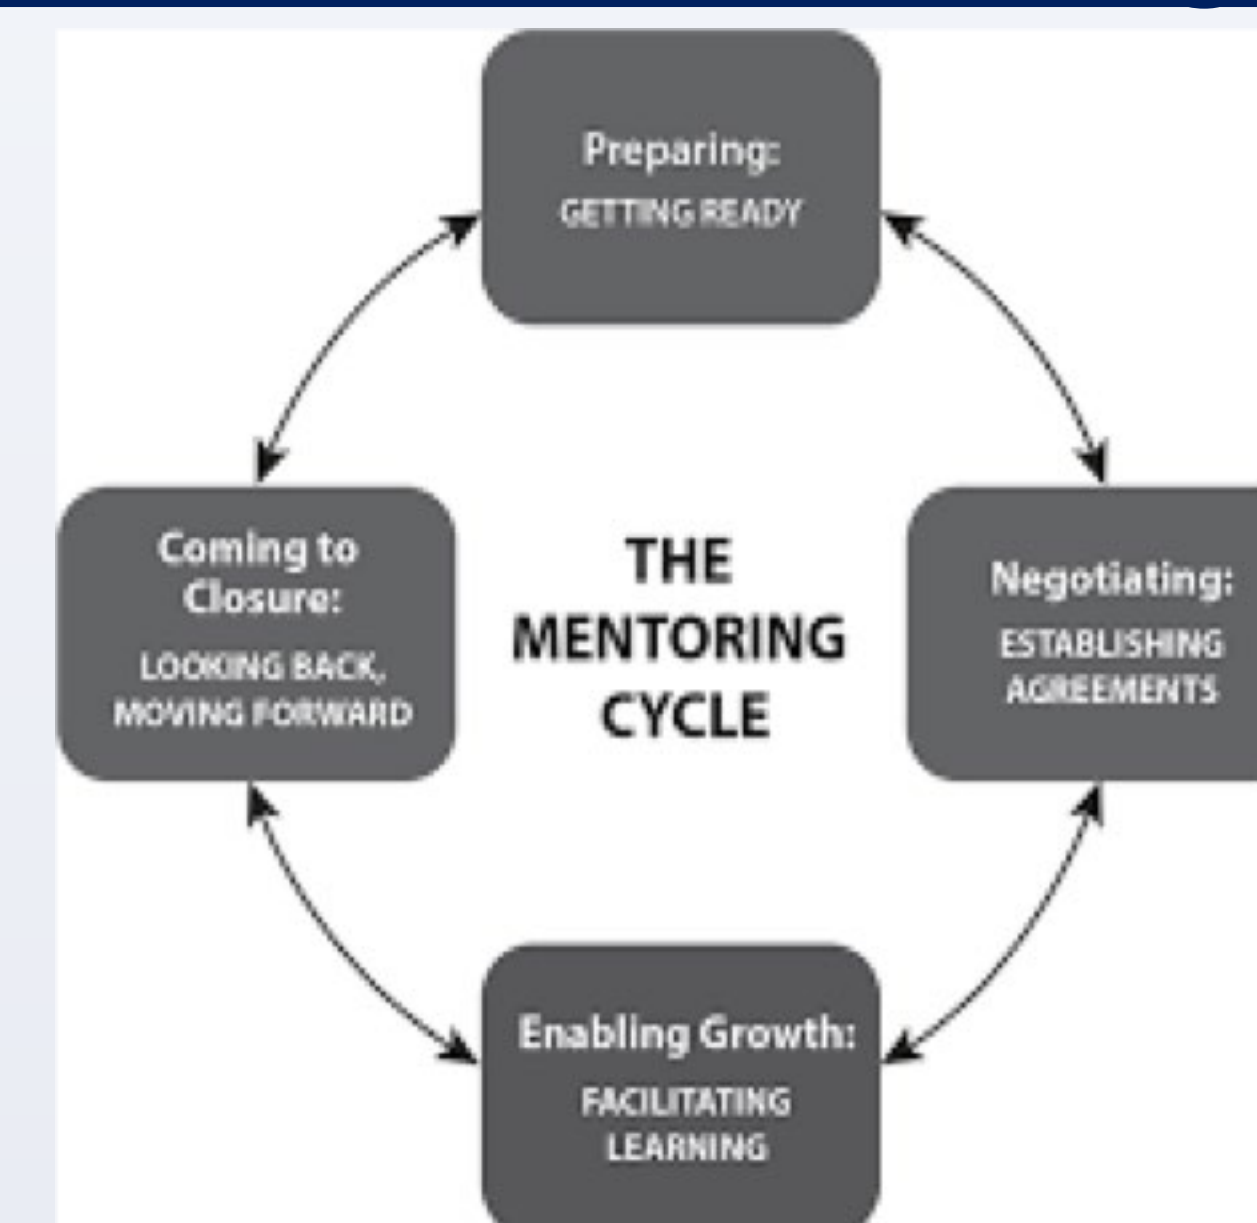 Preparing:
GETTING READY
Coming to
Closure:
LOOKING BACK,
MOVING FORWARD
THE
MENTORING
CYCLE
Negotiating:
ESTABLISHING
AGREEMENTS
Enabling Growth:
FACILITATING
LEARNING